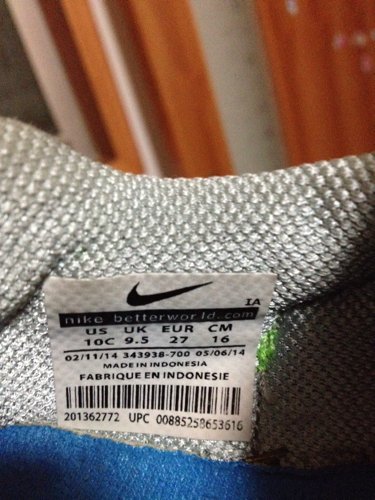 IA
nike betterworld.com
US UK EUR CM
10C 9.5 27 16
02/11/14 343938-700 05/06/14
MADE IN INDONESIA
FABRIQUE EN INDONESIE
201362772 UPC 00885258653616